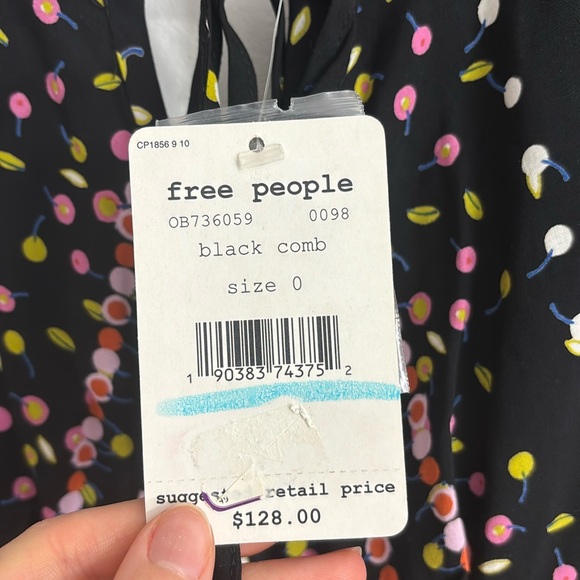 CP1856 9 10
free people
OB736059 0098
black comb
size 0
1 90383 74375 2
retail price
$128.00